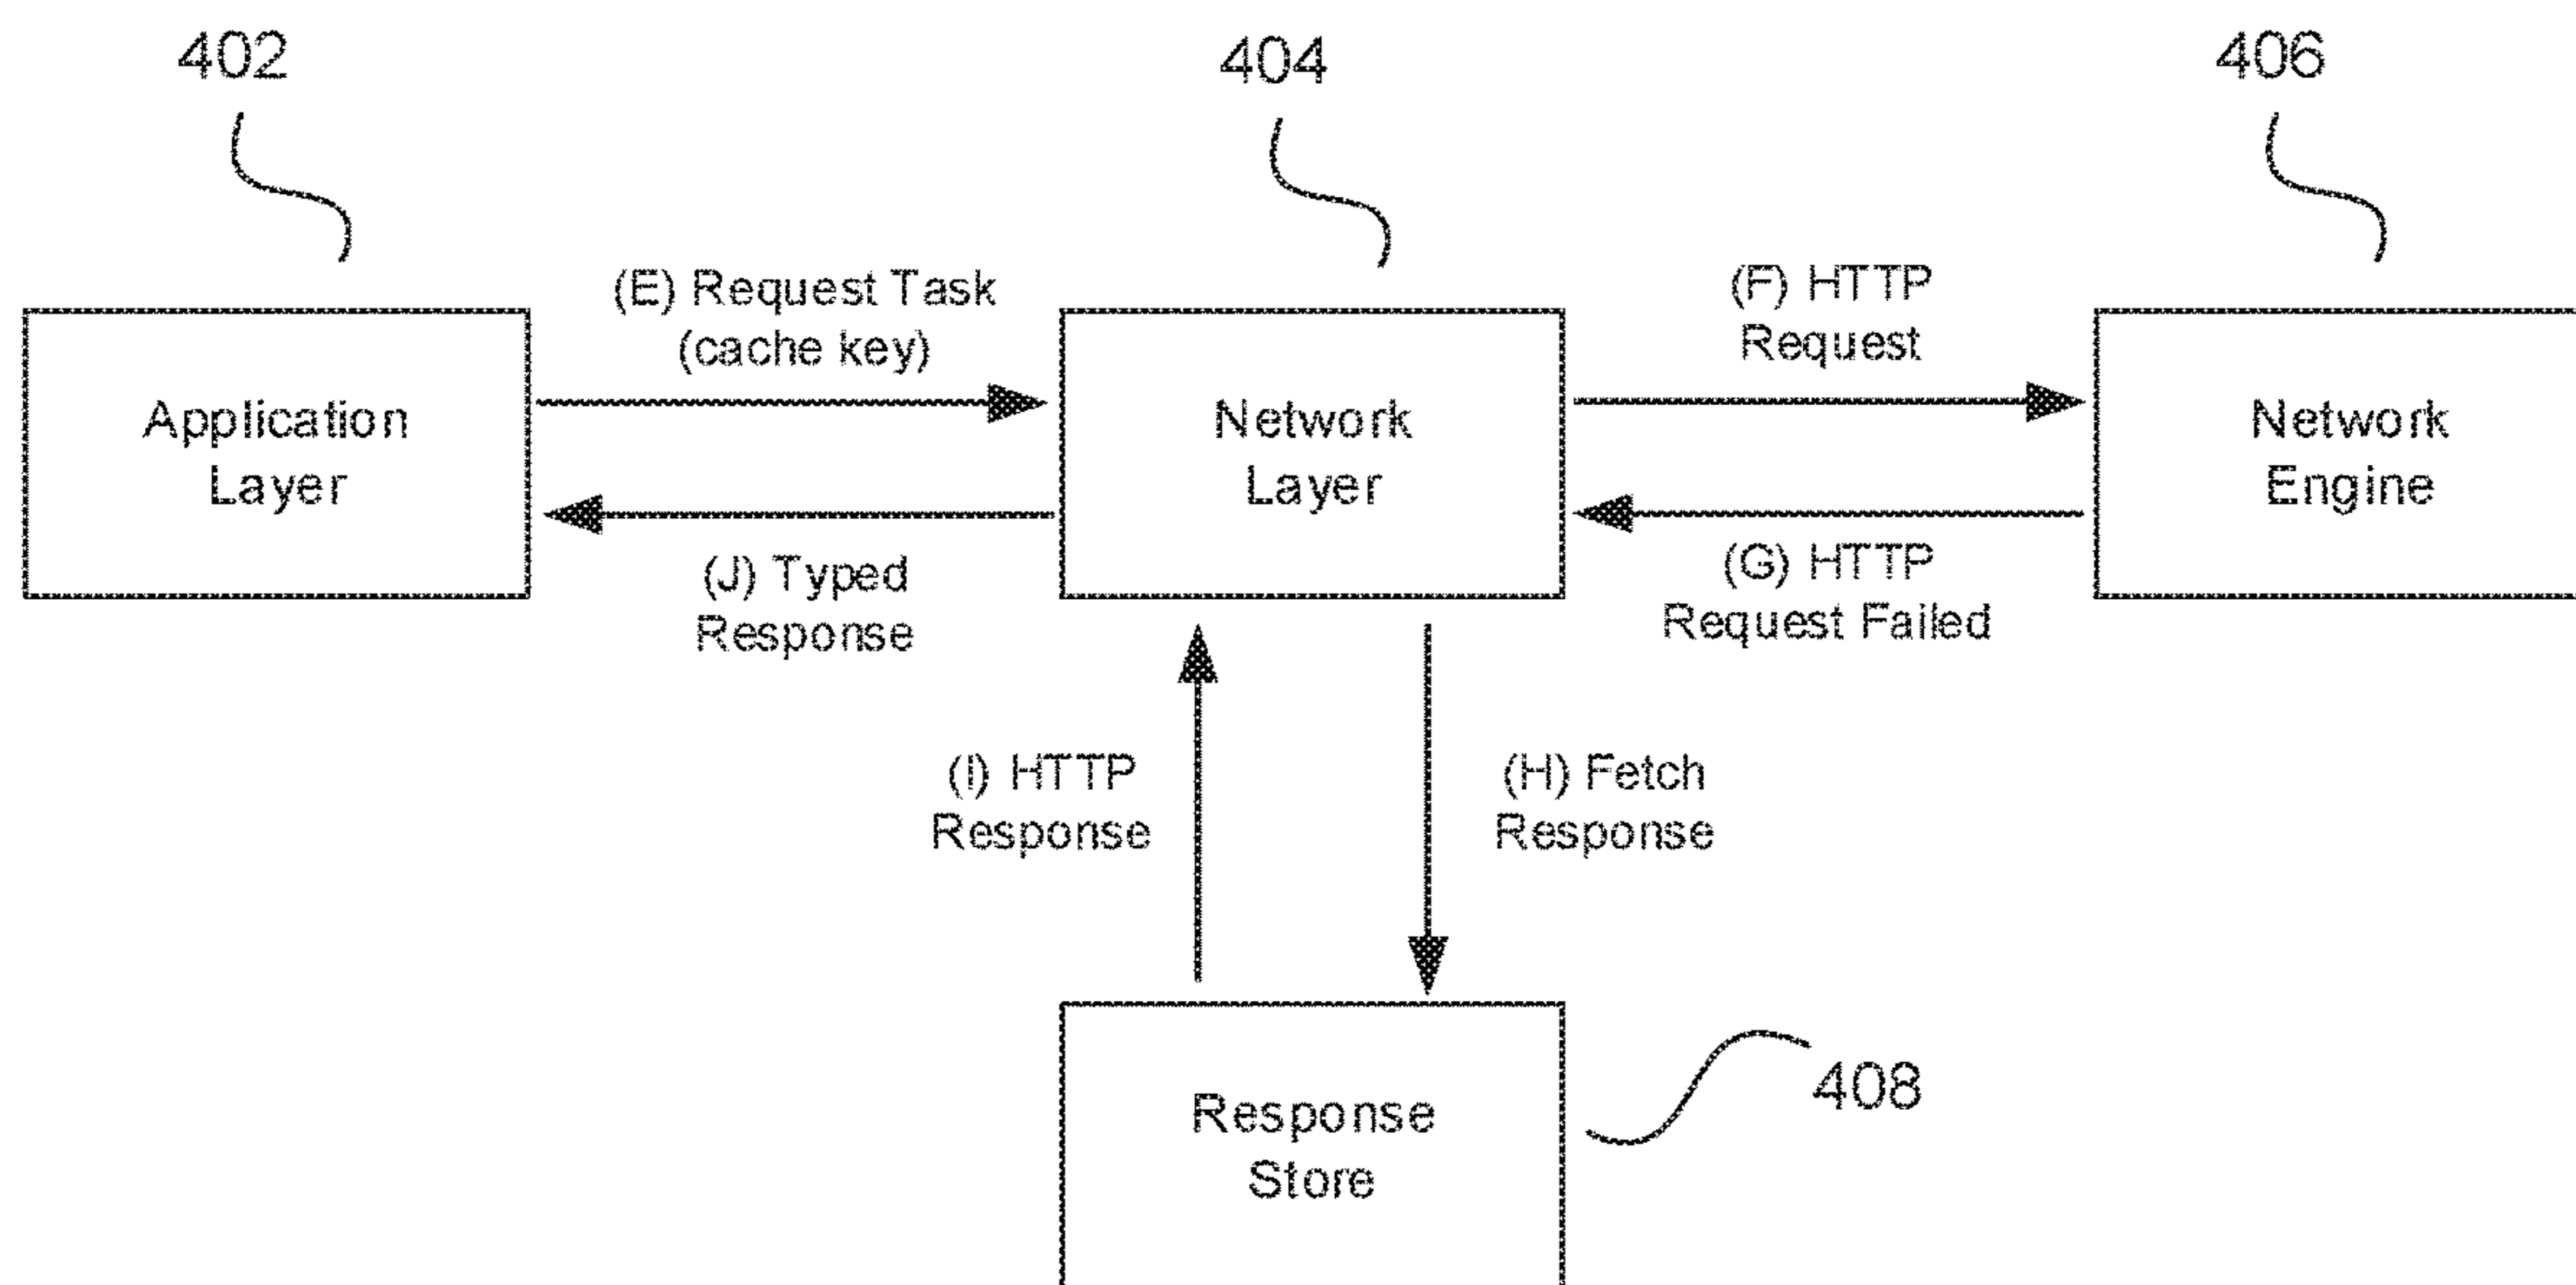 402
404
406
(E) Request Task
(cache key)
(F) HTTP
Request
Application
Layer
Network
Layer
Network
Engine
(J) Typed
Response
(G) HTTP
Request Failed
(I) HTTP
Response
(H) Fetch
Response
Response
Store
408